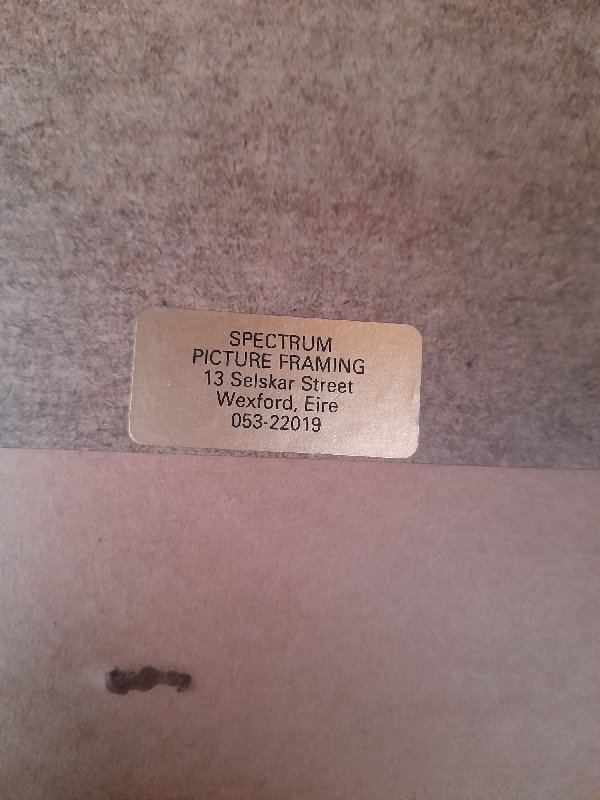 SPECTRUM
PICTURE FRAMING
13 Selskar Street
Wexford, Eire
053-22019